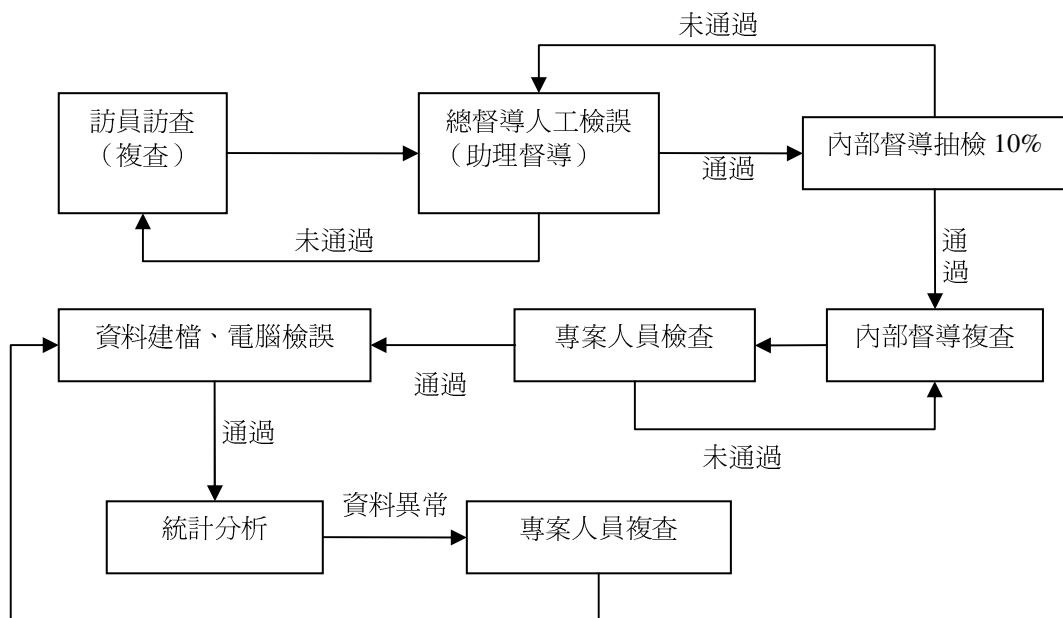 未通過
訪員訪查
（複查）
總督導人工檢誤
（助理督導）
內部督導抽檢 10%
通過
未通過
通
過
資料建檔、電腦檢誤
專案人員檢查
內部督導複查
通過
通過
未通過
資料異常
統計分析
專案人員複查